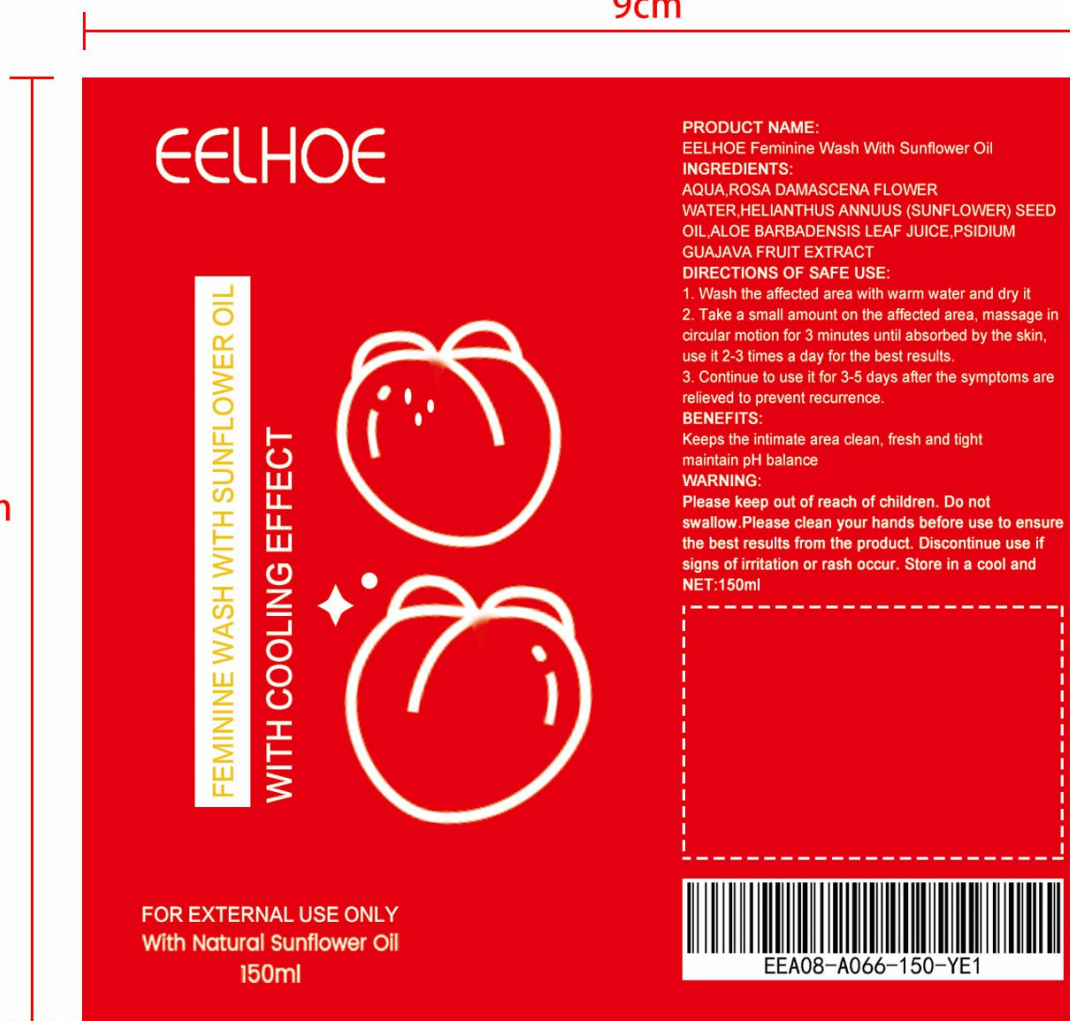 9cm
EELHOE
FEMININE WASH WITH SUNFLOWER OIL
WITH COOLING EFFECT
FOR EXTERNAL USE ONLY
With Natural Sunflower Oil
150ml
PRODUCT NAME:
EELHOE Feminine Wash With Sunflower Oil
INGREDIENTS:
AQUA,ROSA DAMASCENA FLOWER
WATER,HELIANTHUS ANNUUS (SUNFLOWER) SEED
OIL,ALOE BARBADENSIS LEAF JUICE,PSIDIUM
GUAJAVA FRUIT EXTRACT
DIRECTIONS OF SAFE USE:
1. Wash the affected area with warm water and dry it
2. Take a small amount on the affected area, massage in
circular motion for 3 minutes until absorbed by the skin,
use it 2-3 times a day for the best results.
3. Continue to use it for 3-5 days after the symptoms are
relieved to prevent recurrence.
BENEFITS:
Keeps the intimate area clean, fresh and tight
maintain pH balance
WARNING:
Please keep out of reach of children. Do not
swallow.Please clean your hands before use to ensure
the best results from the product. Discontinue use if
signs of irritation or rash occur. Store in a cool and
NET:150ml
EEA08-A066-150-YE1